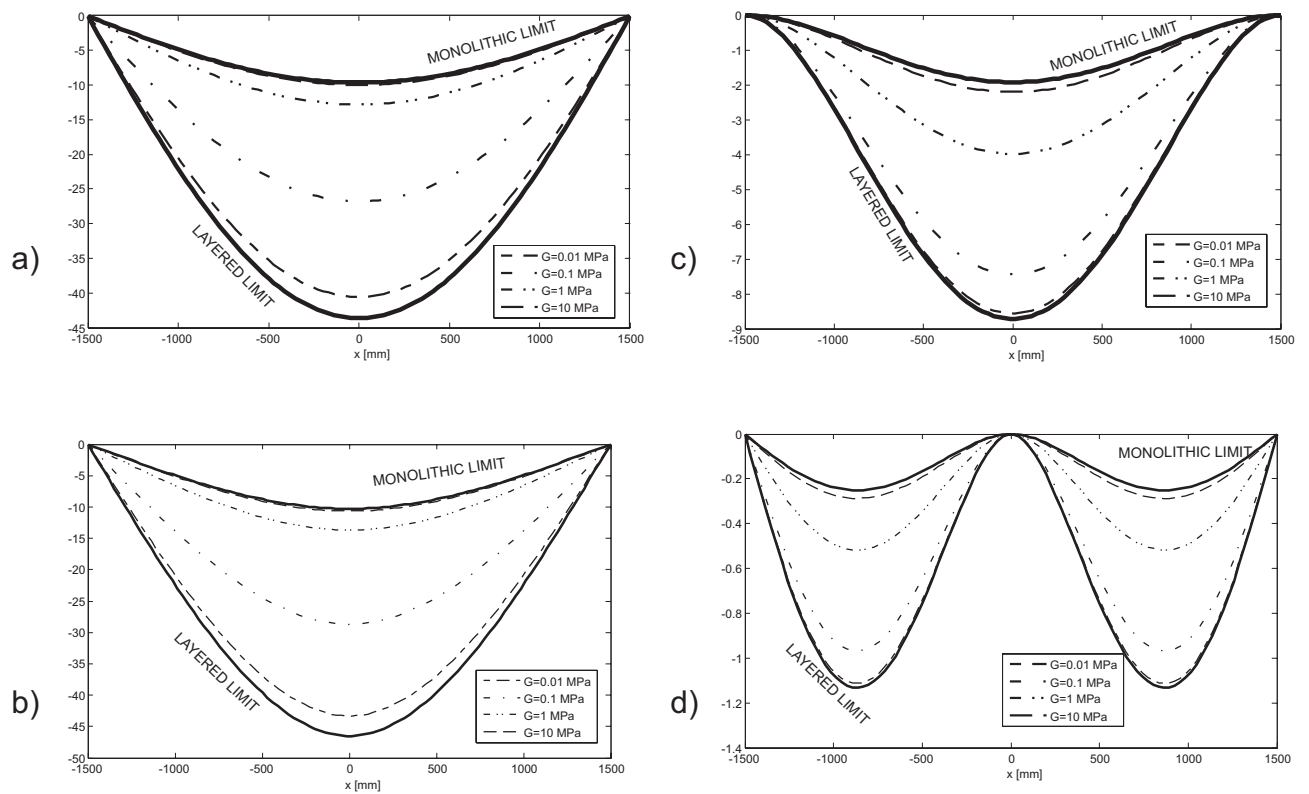 a)
0
-5
-10
-15
-20
-25
-30
-35
-40
-45
MONOLITHIC LIMIT
LAYERED LIMIT
G=0.01 MPa
G=0.1 MPa
G=1 MPa
G=10 MPa
-1500 -1000 -500 0 500 1000 1500
x [mm]
c)
0
-1
-2
-3
-4
-5
-6
-7
-8
-9
MONOLITHIC LIMIT
LAYERED LIMIT
G=0.01 MPa
G=0.1 MPa
G=1 MPa
G=10 MPa
-1500 -1000 -500 0 500 1000 1500
x [mm]
b)
0
-5
-10
-15
-20
-25
-30
-35
-40
-45
-50
MONOLITHIC LIMIT
LAYERED LIMIT
G=0.01 MPa
G=0.1 MPa
G=1 MPa
G=10 MPa
-1500 -1000 -500 0 500 1000 1500
x [mm]
d)
0
-0.2
-0.4
-0.6
-0.8
-1
-1.2
-1.4
MONOLITHIC LIMIT
LAYERED LIMIT
G=0.01 MPa
G=0.1 MPa
G=1 MPa
G=10 MPa
-1500 -1000 -500 0 500 1000 1500
x [mm]